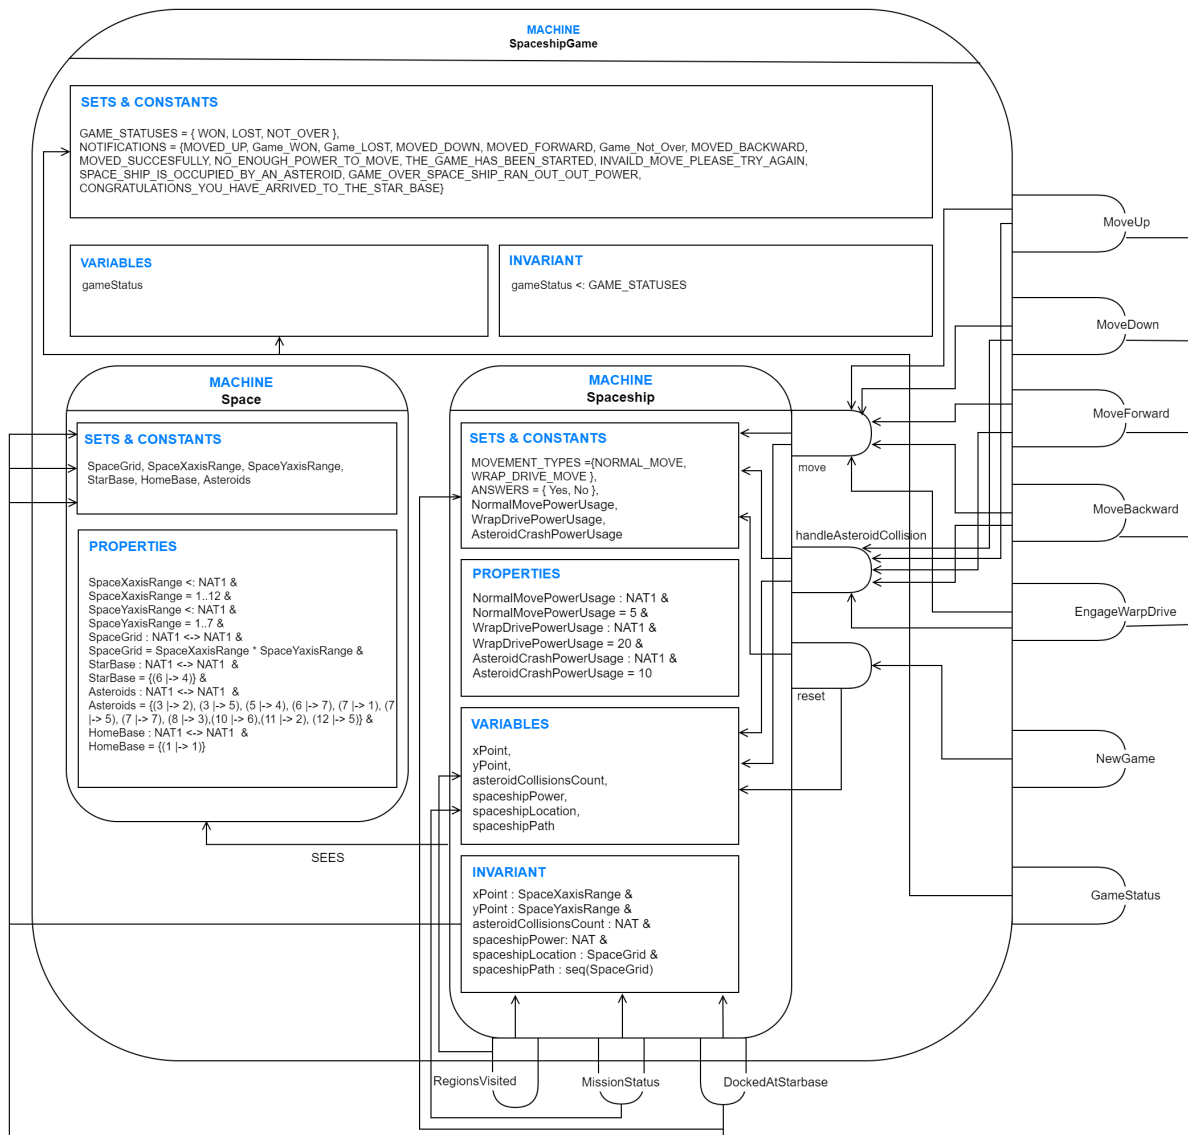 MACHINE
SpaceshipGame
SETS & CONSTANTS
GAME_STATUSES = { WON, LOST, NOT_OVER },
NOTIFICATIONS = {MOVED_UP, Game_WON, Game_LOST, MOVED_DOWN, MOVED_FORWARD, Game_Not_Over, MOVED_BACKWARD,
MOVED_SUCCESFULLY, NO_ENOUGH_POWER_TO_MOVE, THE_GAME_HAS_BEEN_STARTED, INVAILD_MOVE_PLEASE_TRY_AGAIN,
SPACE_SHIP_IS_OCCUPIED_BY_AN_ASTEROID, GAME_OVER_SPACE_SHIP_RAN_OUT_OUT_POWER,
CONGRATULATIONS_YOU_HAVE_ARRIVED_TO_THE_STAR_BASE}
VARIABLES
gameStatus
INVARIANT
gameStatus <: GAME_STATUSES
MACHINE
Space
SETS & CONSTANTS
SpaceGrid, SpaceXaxisRange, SpaceYaxisRange,
StarBase, HomeBase, Asteroids
PROPERTIES
SpaceXaxisRange <: NAT1 &
SpaceXaxisRange = 1..12 &
SpaceYaxisRange <: NAT1 &
SpaceYaxisRange = 1..7 &
SpaceGrid : NAT1 <-> NAT1 &
SpaceGrid = SpaceXaxisRange * SpaceYaxisRange &
StarBase : NAT1 <-> NAT1 &
StarBase = {(6 |-> 4)} &
Asteroids : NAT1 <-> NAT1 &
Asteroids = {(3 |-> 2), (3 |-> 5), (5 |-> 4), (6 |-> 7), (7 |-> 1), (7
|-> 5), (7 |-> 7), (8 |-> 3),(10 |-> 6),(11 |-> 2), (12 |-> 5)} &
HomeBase : NAT1 <-> NAT1 &
HomeBase = {(1 |-> 1)}
SEES
MACHINE
Spaceship
SETS & CONSTANTS
MOVEMENT_TYPES ={NORMAL_MOVE,
WRAP_DRIVE_MOVE },
ANSWERS = { Yes, No },
NormalMovePowerUsage,
WrapDrivePowerUsage,
AsteroidCrashPowerUsage
PROPERTIES
NormalMovePowerUsage : NAT1 &
NormalMovePowerUsage = 5 &
WrapDrivePowerUsage : NAT1 &
WrapDrivePowerUsage = 20 &
AsteroidCrashPowerUsage : NAT1 &
AsteroidCrashPowerUsage = 10
VARIABLES
xPoint,
yPoint,
asteroidCollisionsCount,
spaceshipPower,
spaceshipLocation,
spaceshipPath
INVARIANT
xPoint : SpaceXaxisRange &
yPoint : SpaceYaxisRange &
asteroidCollisionsCount : NAT &
spaceshipPower: NAT &
spaceshipLocation : SpaceGrid &
spaceshipPath : seq(SpaceGrid)
move
handleAsteroidCollision
reset
RegionsVisited
MissionStatus
DockedAtStarbase
MoveUp
MoveDown
MoveForward
MoveBackward
EngageWarpDrive
NewGame
GameStatus